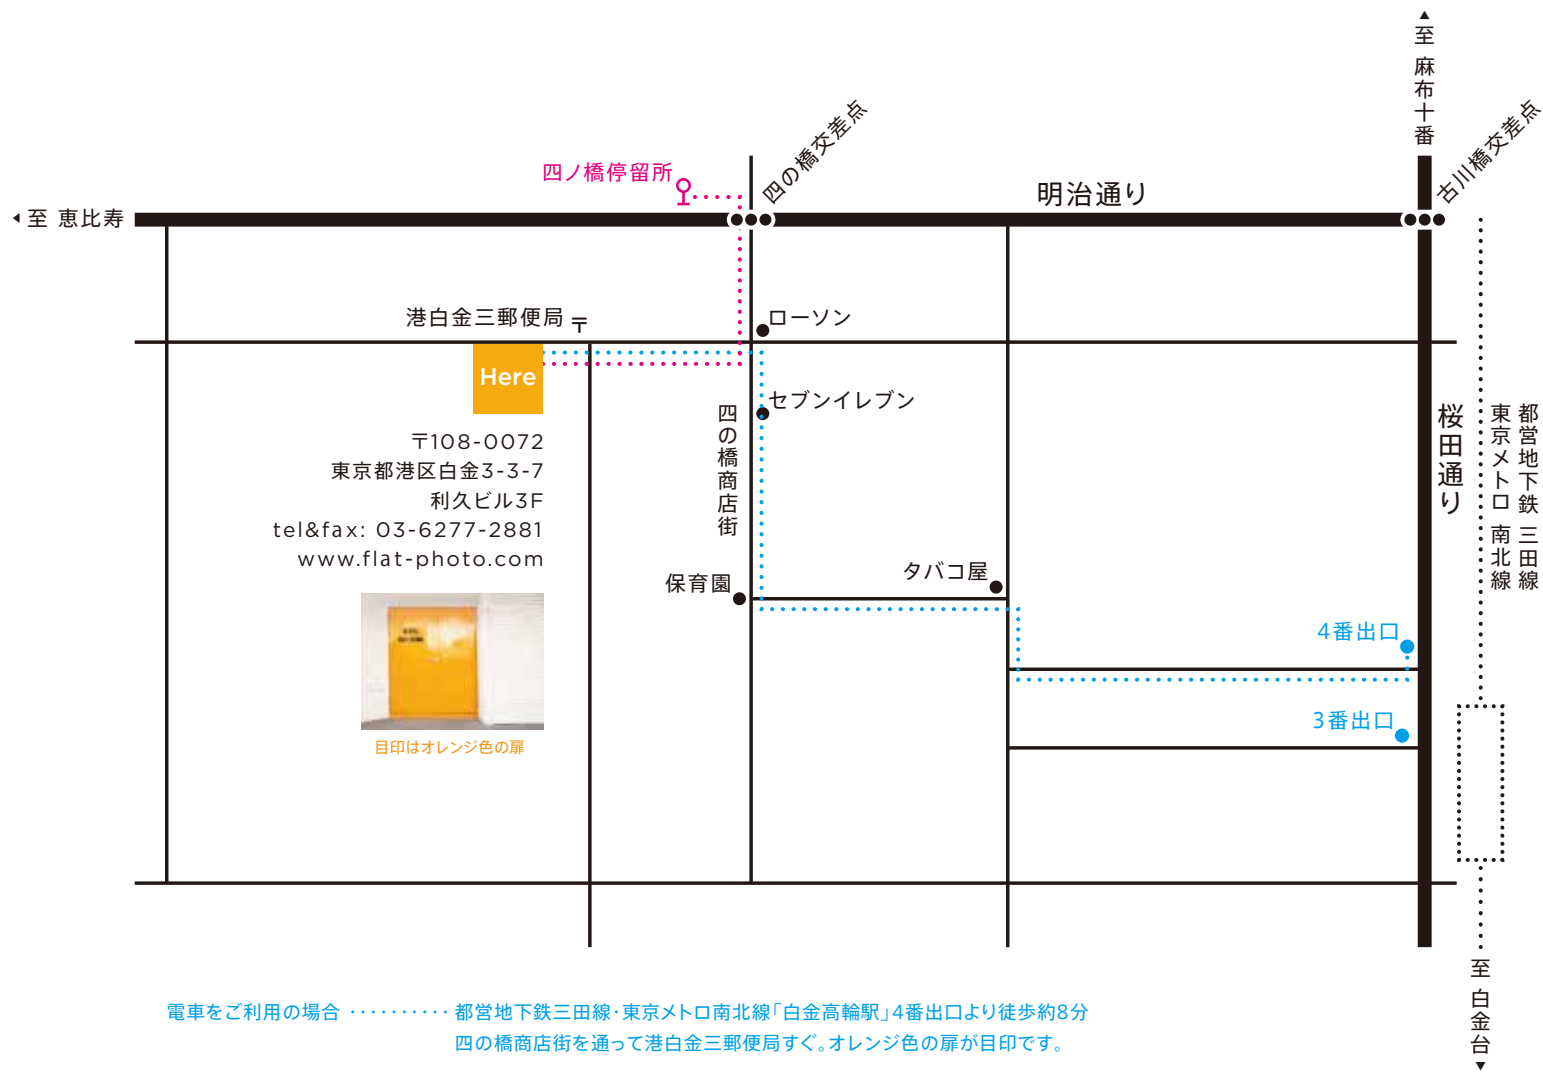 至 麻布十番
四の橋交差点
古川橋交差点
四ノ橋停留所
明治通り
至 恵比寿
港白金三郵便局 〒
ローソン
Here
セブンイレブン
四の橋商店街
桜田通り
都営地下鉄 三田線
東京メトロ 南北線
〒108-0072
東京都港区白金3-3-7
利久ビル3F
tel&fax: 03-6277-2881
www.flat-photo.com
保育園
タバコ屋
4番出口
3番出口
目印はオレンジ色の扉
至 白金台
電車をご利用の場合 ・・・・・・・・・・ 都営地下鉄三田線・東京メトロ南北線「白金高輪駅」4番出口より徒歩約8分
四の橋商店街を通って港白金三郵便局すぐ。オレンジ色の扉が目印です。